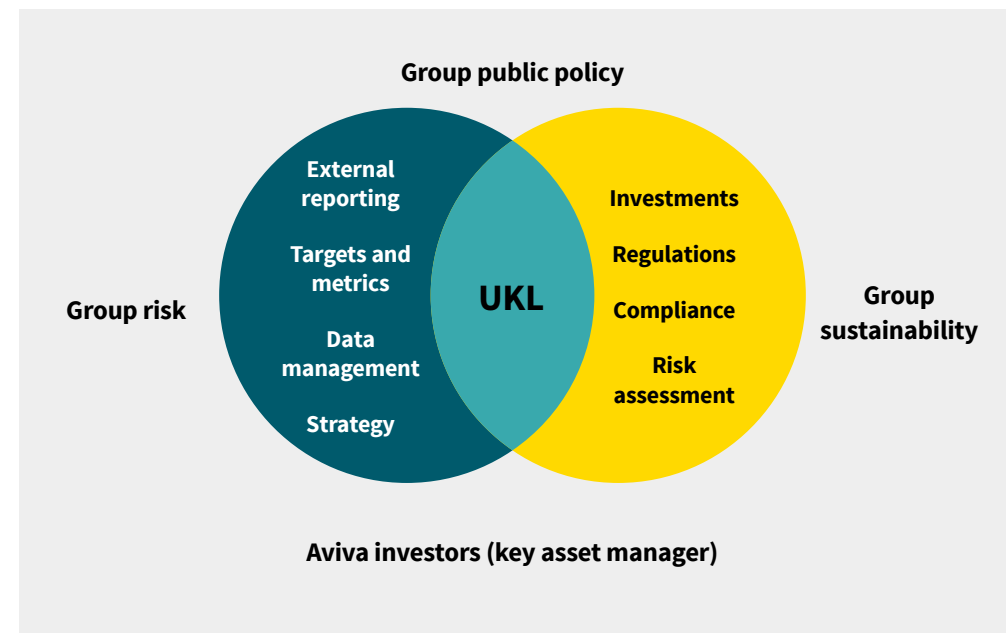 Group public policy
External
reporting
Targets and
metrics
Data
management
Strategy
UKL
Investments
Regulations
Compliance
Risk
assessment
Group risk
Group
sustainability
Aviva investors (key asset manager)